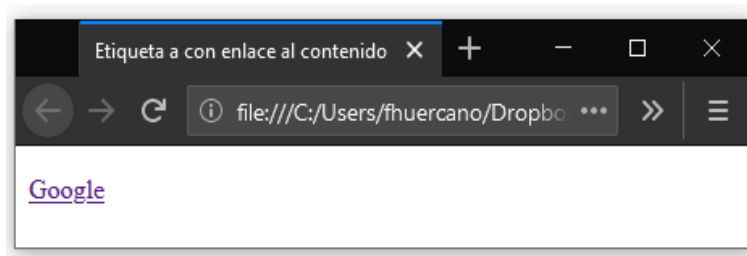 Etiqueta a con enlace al contenido
file:///C:/Users/fhuercano/Dropbo
Google